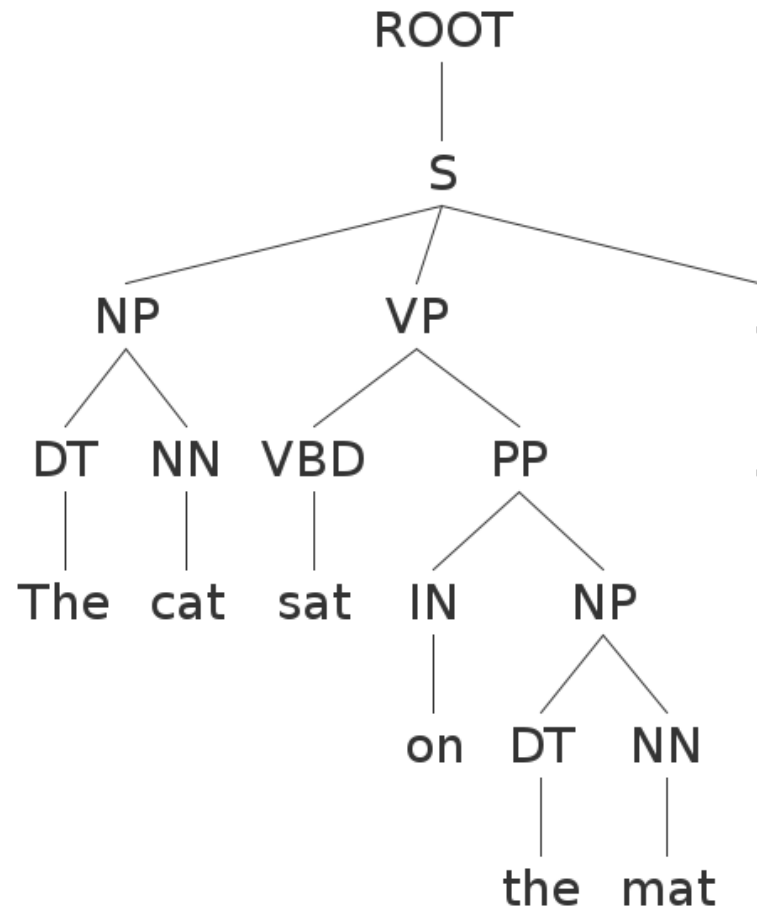 ROOT
S
NP VP
DT NN VBD PP
The cat sat IN NP
on DT NN
the mat